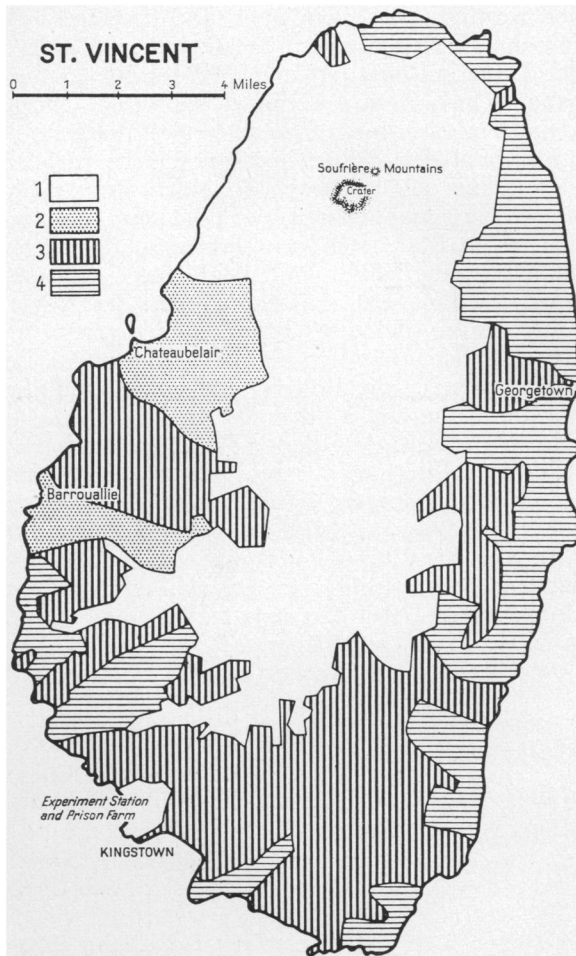 ST. VINCENT
0 1 2 3 4 Miles
1
2
3
4
Soufrière Mountains
Crater
Chateaubelair
Georgetown
Barrouallie
Experiment Station
and Prison Farm
KINGSTOWN